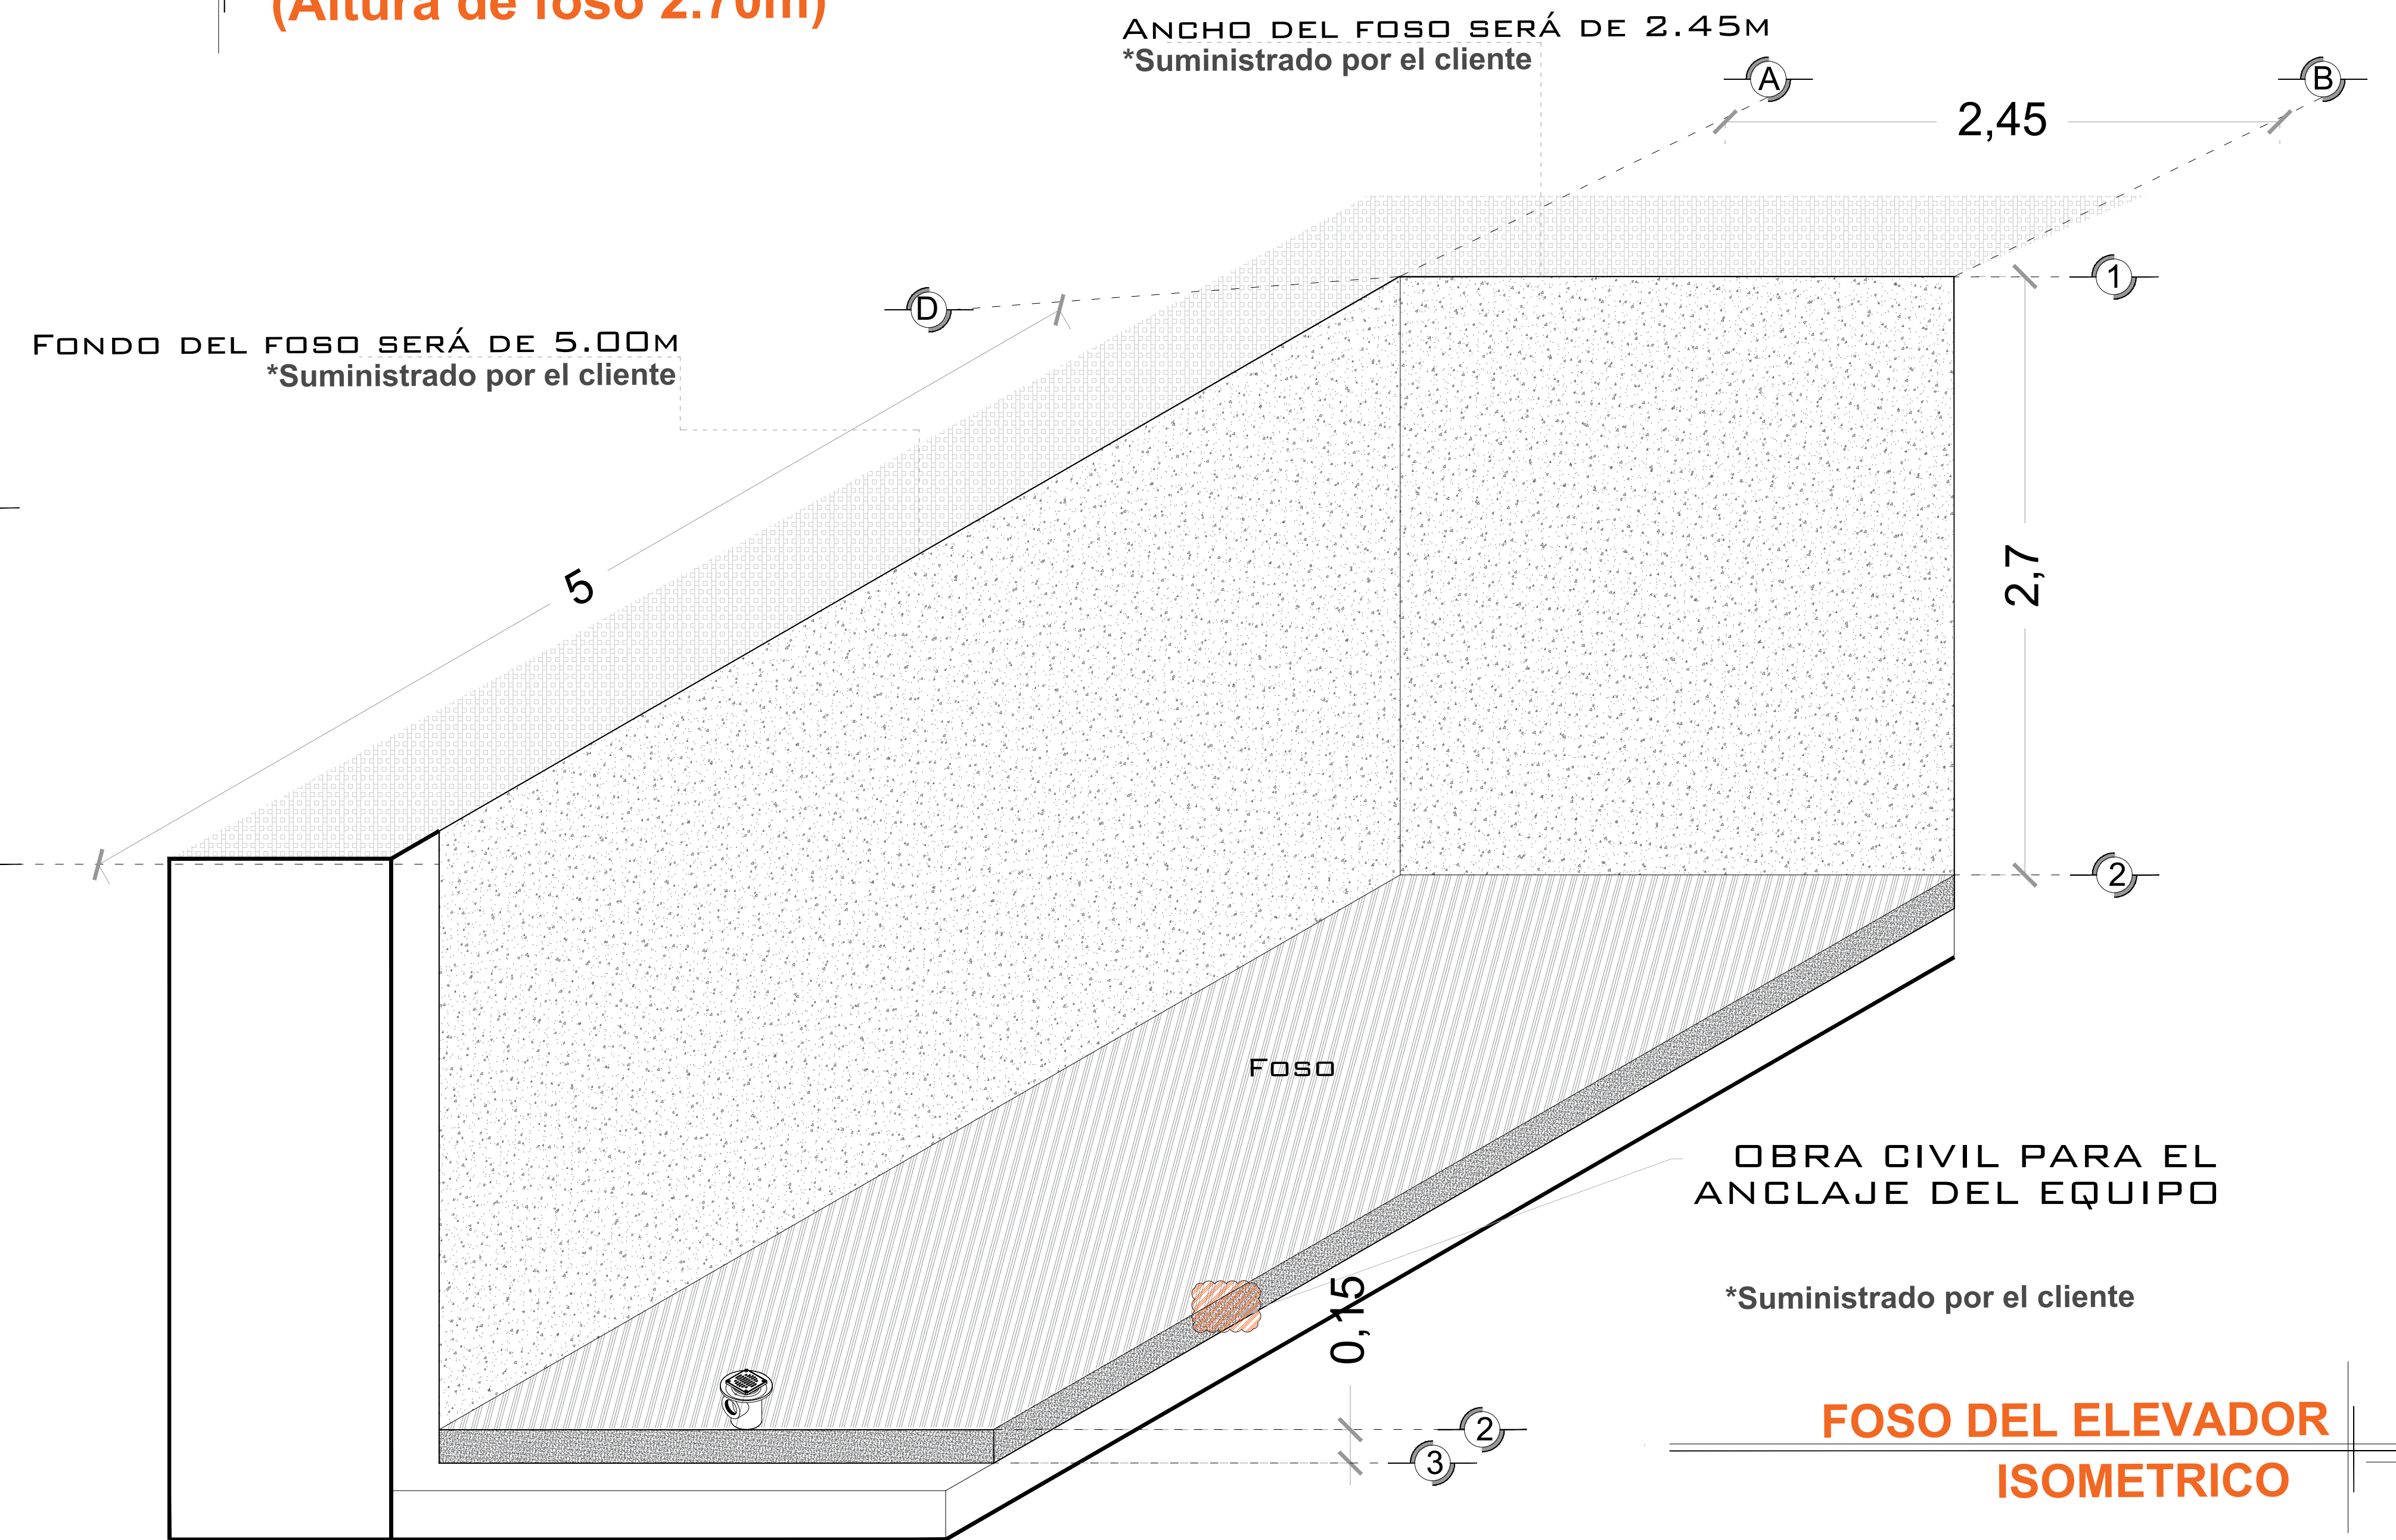 (Altura de foso 2.70m)
ANCHO DEL FOSO SERÁ DE 2.45M
*Suministrado por el cliente
A
B
2,45
1
D
FONDO DEL FOSO SERÁ DE 5.00M
*Suministrado por el cliente
5
2,7
2
FOSO
OBRA CIVIL PARA EL
ANCLAJE DEL EQUIPO
*Suministrado por el cliente
0,15
2
3
FOSO DEL ELEVADOR
ISOMETRICO